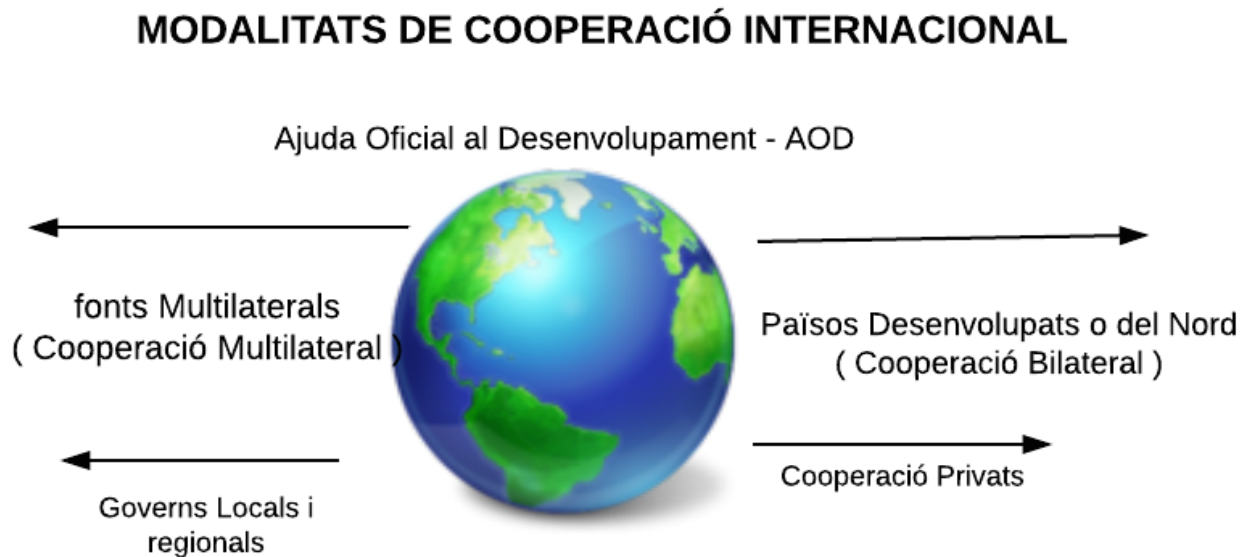 MODALITATS DE COOPERACIÓ INTERNACIONAL
Ajuda Oficial al Desenvolupament - AOD
fonts Multilaterals
( Cooperació Multilateral )
Països Desenvolupats o del Nord
( Cooperació Bilateral )
Governs Locals i
regionals
Cooperació Privats